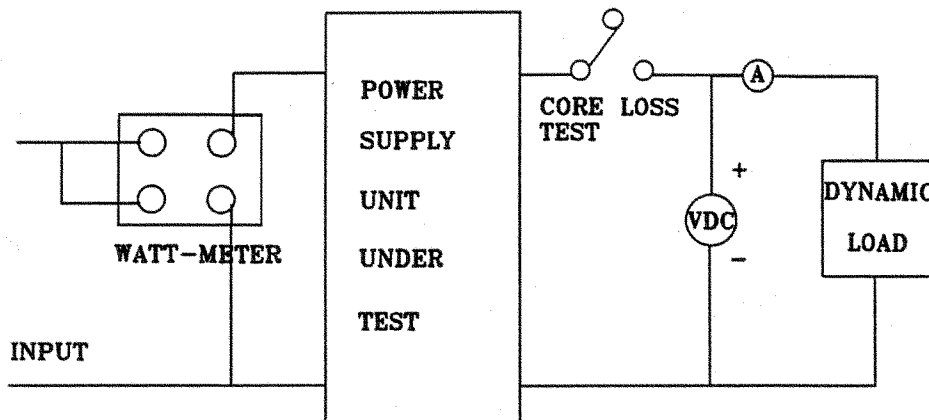 POWER
SUPPLY
UNIT
UNDER
TEST
WATT-METER
INPUT
CORE LOSS
TEST
A
+
VDC
-
DYNAMIC
LOAD